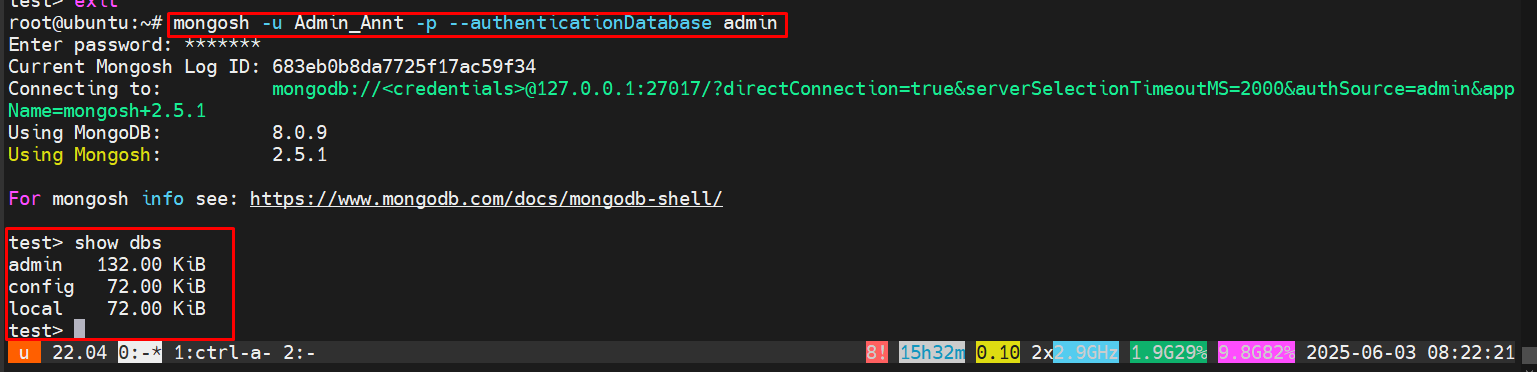 test> exit
root@ubuntu:~# mongosh -u Admin_Annt -p --authenticationDatabase admin
Enter password: *******
Current Mongosh Log ID: 683eb0b8da7725f17ac59f34
Connecting to:          mongodb://<credentials>@127.0.0.1:27017/?directConnection=true&serverSelectionTimeoutMS=2000&authSource=admin&app
Name=mongosh+2.5.1
Using MongoDB:          8.0.9
Using Mongosh:          2.5.1
For mongosh info see: https://www.mongodb.com/docs/mongodb-shell/
test> show dbs
admin   132.00 KiB
config   72.00 KiB
local    72.00 KiB
test>
u 22.04 0:-* 1:ctrl-a- 2:- 8! 15h32m 0.10 2x2.9GHz 1.9G29% 9.8G82% 2025-06-03 08:22:21